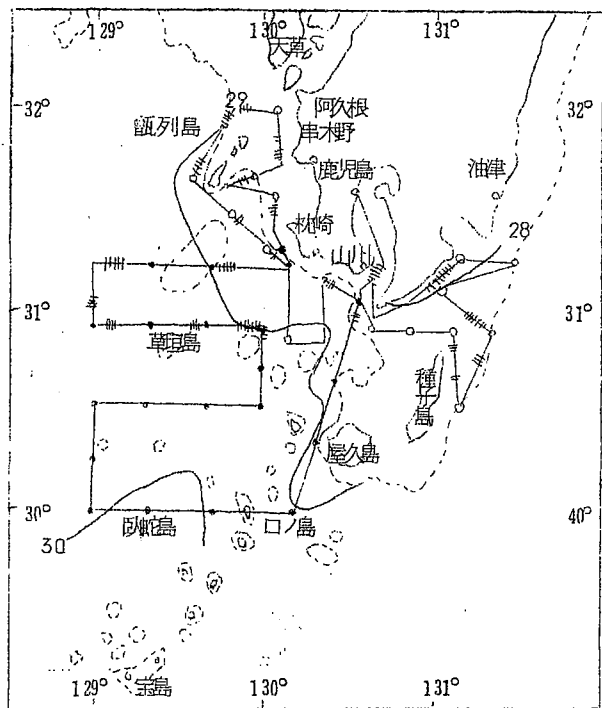 129° 130° 131°
天草
32° 29 阿久根 32°
甑列島 串木野
鹿児島 油津
枕崎
山川 28
31° 31°
草垣島
種子島
屋久島
30° 40°
臥蛇島 口ノ島
30
宝島
129° 130° 131°